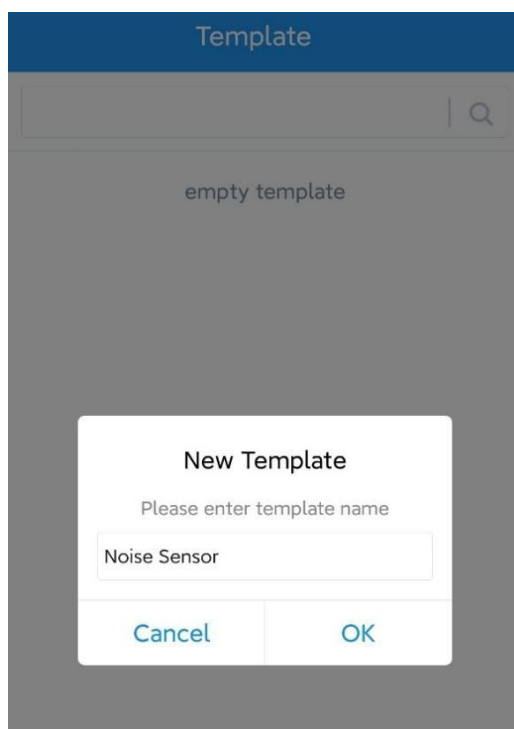 Template
empty template
New Template
Please enter template name
Noise Sensor
Cancel
OK